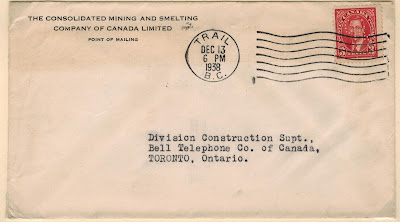 THE CONSOLIDATED MINING AND SMELTING
COMPANY OF CANADA LIMITED
POINT OF MAILING
TRAIL
DEC 13
6 PM
1938
B.C.
CANADA
Division Construction Supt.,
Bell Telephone Co. of Canada,
TORONTO, Ontario.